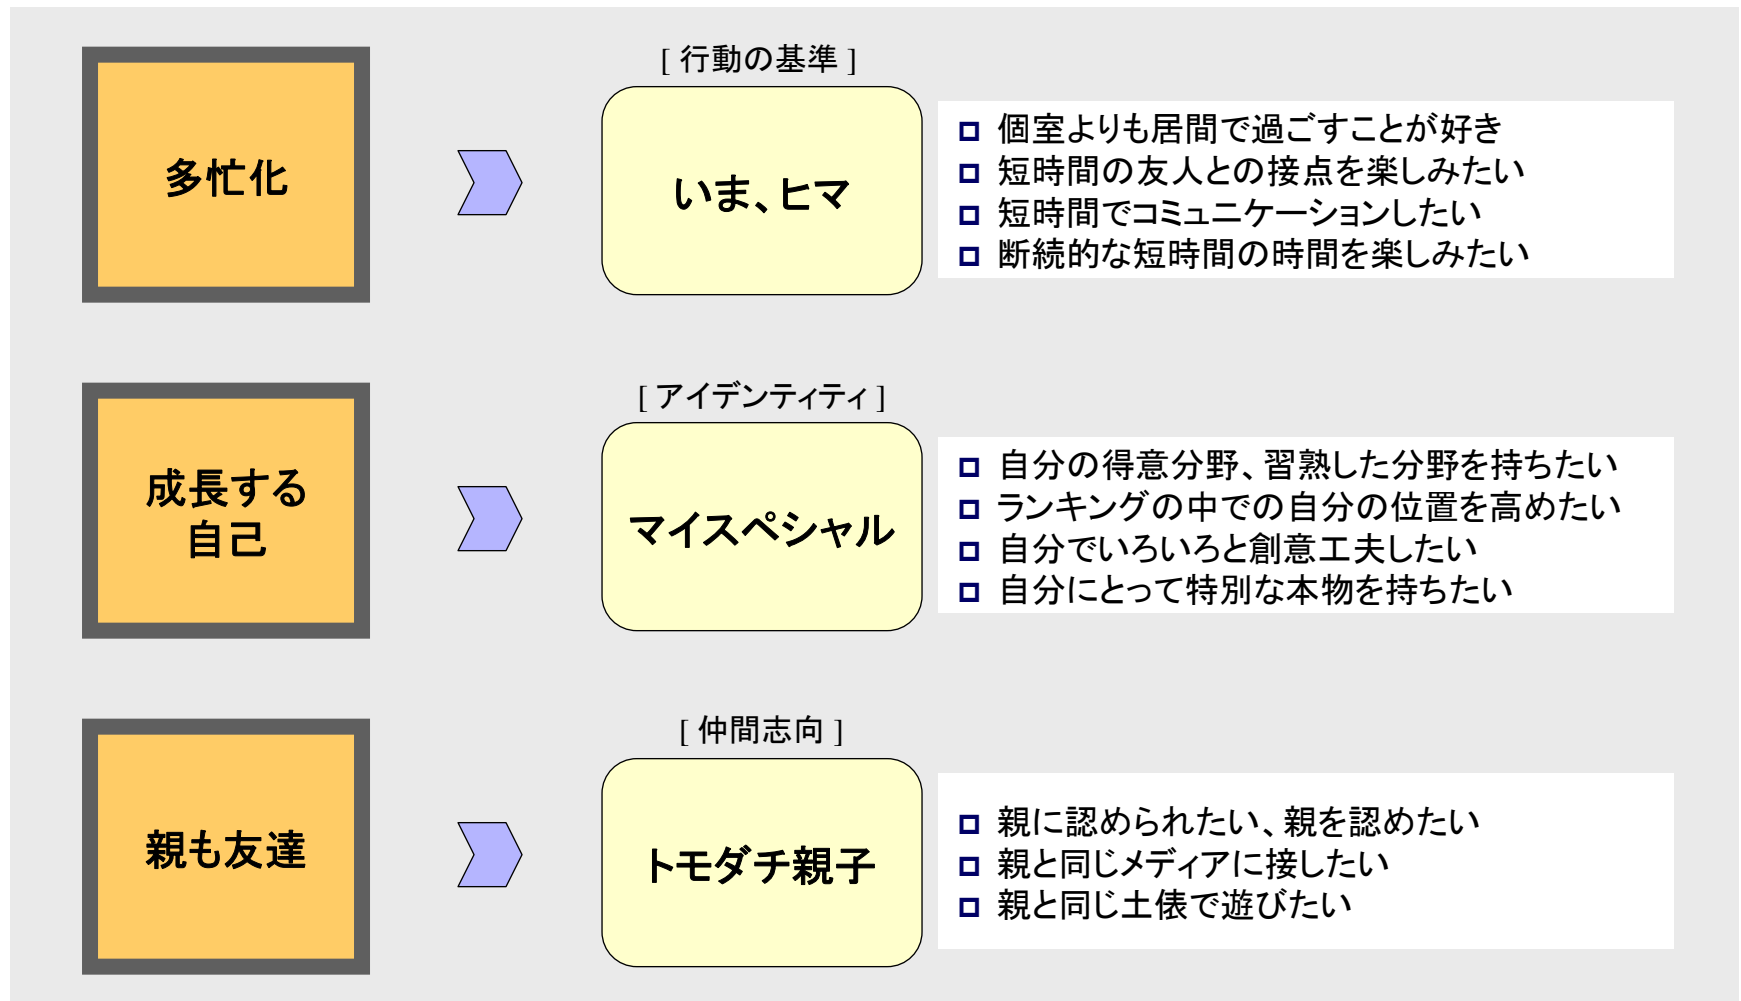 多忙化
[ 行動の基準 ]
いま、ヒマ
個室よりも居間で過ごすことが好き
短時間の友人との接点を楽しみたい
短時間でコミュニケーションしたい
断続的な短時間の時間を楽しみたい
成長する
自己
[ アイデンティティ ]
マイスペシャル
自分の得意分野、習熟した分野を持ちたい
ランキングの中での自分の位置を高めたい
自分でいろいろと創意工夫したい
自分にとって特別な本物を持ちたい
親も友達
[ 仲間志向 ]
トモダチ親子
親に認められたい、親を認めたい
親と同じメディアに接したい
親と同じ土俵で遊びたい